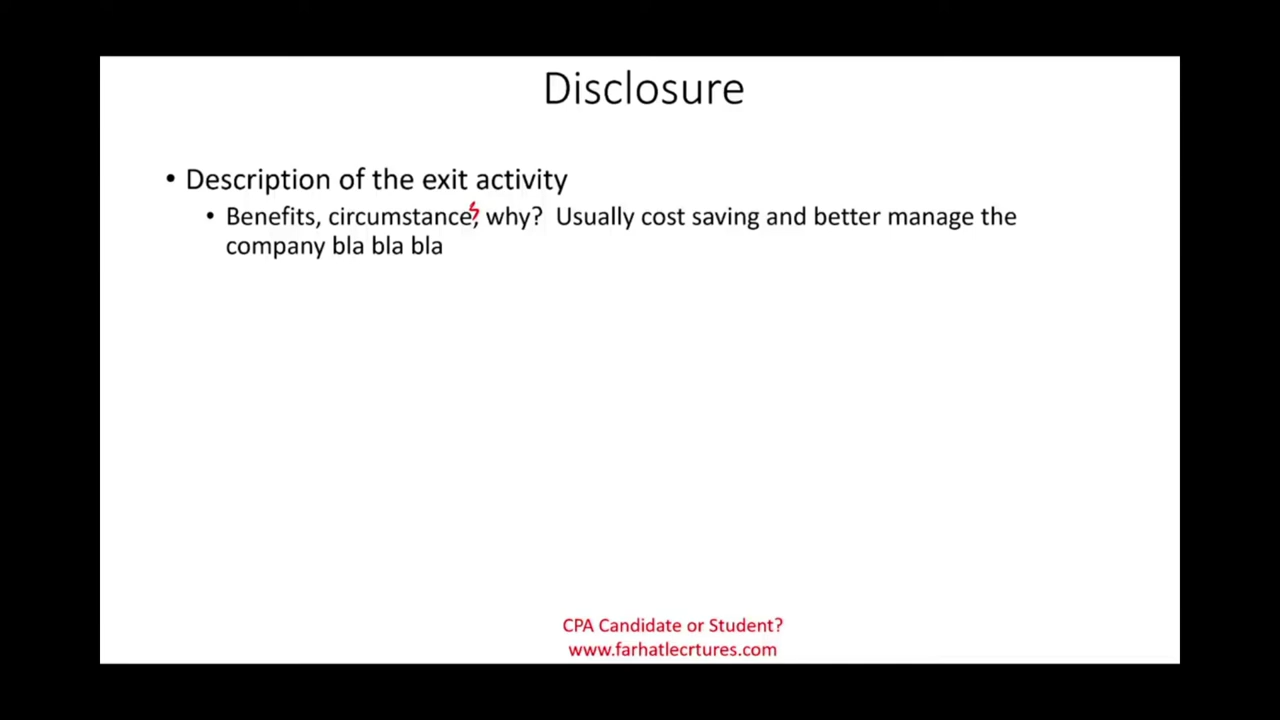 Disclosure
• Description of the exit activity
• Benefits, circumstances, why? Usually cost saving and better manage the
company bla bla bla
CPA Candidate or Student?
www.farhatlecrtures.com